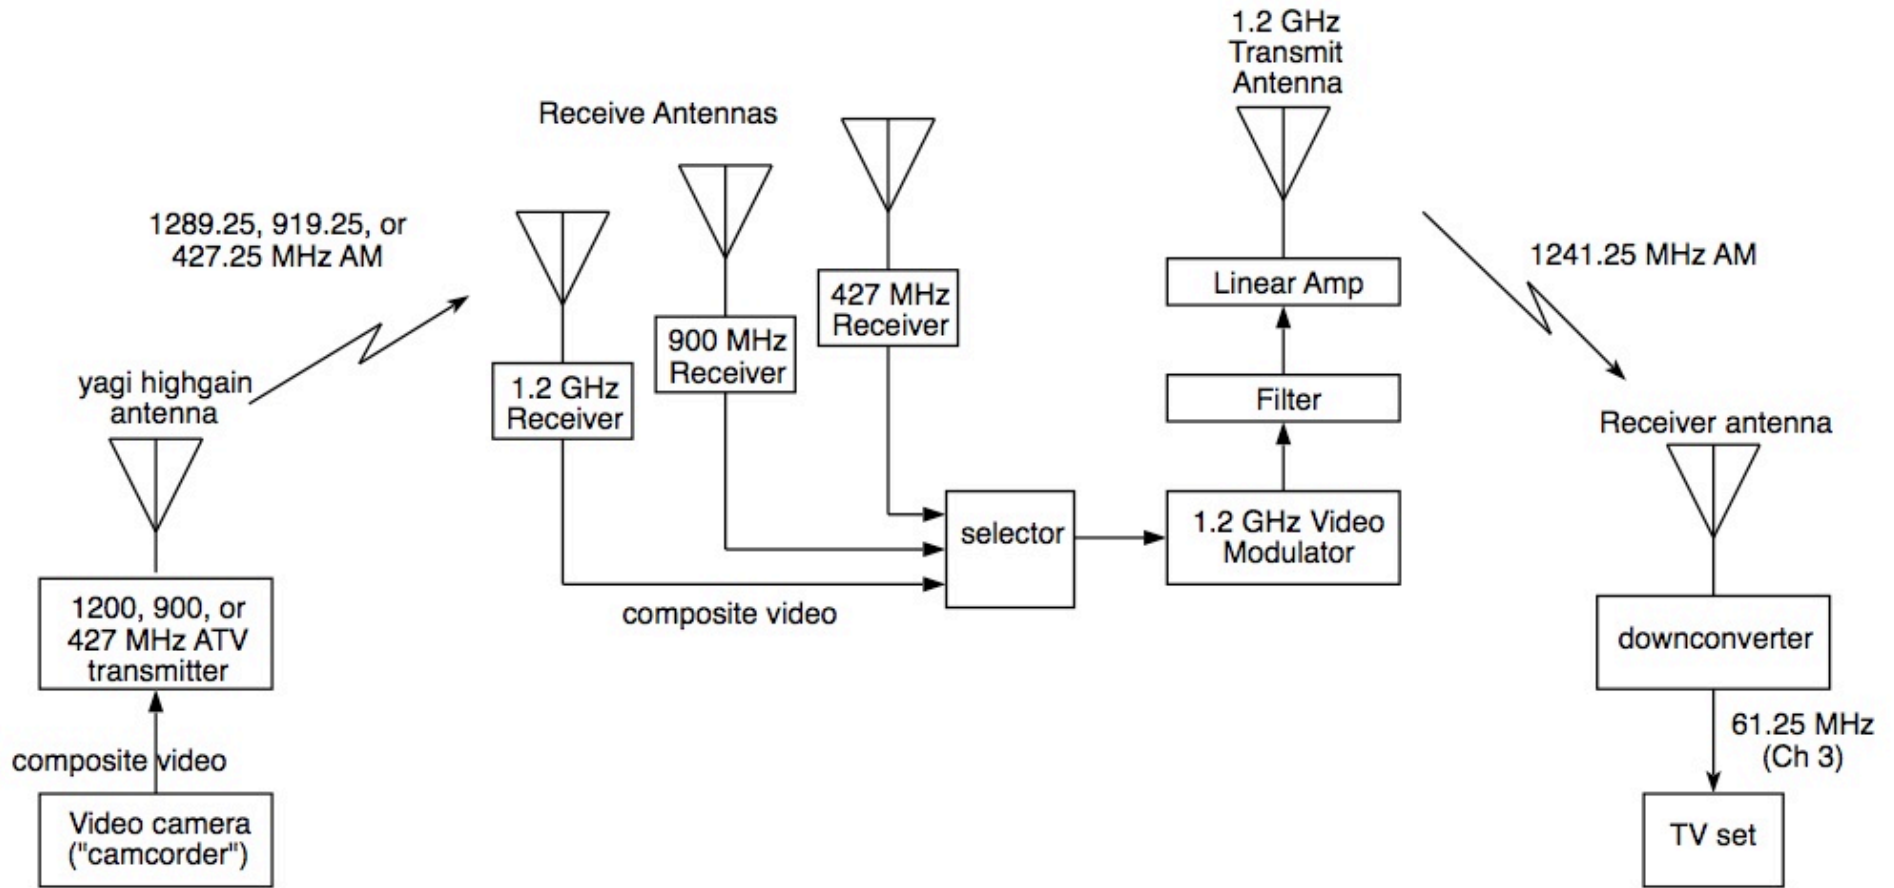 1.2 GHz
Transmit
Antenna
Receive Antennas
1289.25, 919.25, or
427.25 MHz AM
yagi highgain
antenna
1200, 900, or
427 MHz ATV
transmitter
composite video
Video camera
("camcorder")
1.2 GHz
Receiver
900 MHz
Receiver
427 MHz
Receiver
composite video
selector
1.2 GHz Video
Modulator
Filter
Linear Amp
1241.25 MHz AM
Receiver antenna
downconverter
61.25 MHz
(Ch 3)
TV set